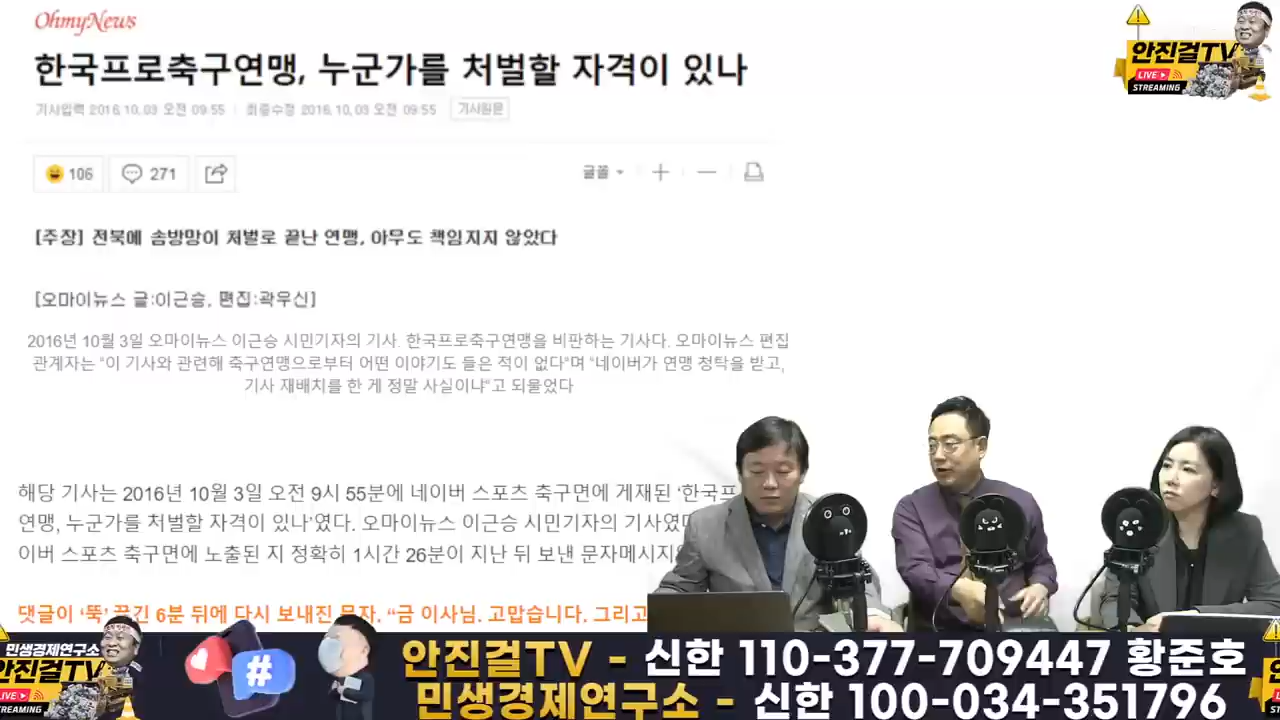 OhmyNews
한국프로축구연맹, 누군가를 처벌할 자격이 있나
기사입력 2016.10.03 오전 09:55 최종수정 2016.10.03 오전 09:55 기사원문
106 271 글꼴
[주장] 전북에 솜방망이 처벌로 끝난 연맹, 아무도 책임지지 않았다
[오마이뉴스 글:이근승, 편집:곽우신]
2016년 10월 3일 오마이뉴스 이근승 시민기자의 기사. 한국프로축구연맹을 비판하는 기사다. 오마이뉴스 편집
관계자는 “이 기사와 관련해 축구연맹으로부터 어떤 이야기도 들은 적이 없다”며 “네이버가 연맹 청탁을 받고,
기사 재배치를 한 게 정말 사실이냐”고 되물었다
해당 기사는 2016년 10월 3일 오전 9시 55분에 네이버 스포츠 축구면에 게재된 ‘한국프
연맹, 누군가를 처벌할 자격이 있나’였다. 오마이뉴스 이근승 시민기자의 기사였
이버 스포츠 축구면에 노출된 지 정확히 1시간 26분이 지난 뒤 보낸 문자메시지
댓글이 ‘뚝’ 끊긴 6분 뒤에 다시 보내진 문자. “금 이사님. 고맙습니다. 그리고
안진걸TV
LIVE
STREAMING
민생경제연구소
안진걸TV
LIVE
STREAMING
#
안진걸TV - 신한 110-377-709447 황준호
민생경제연구소 - 신한 100-034-351796